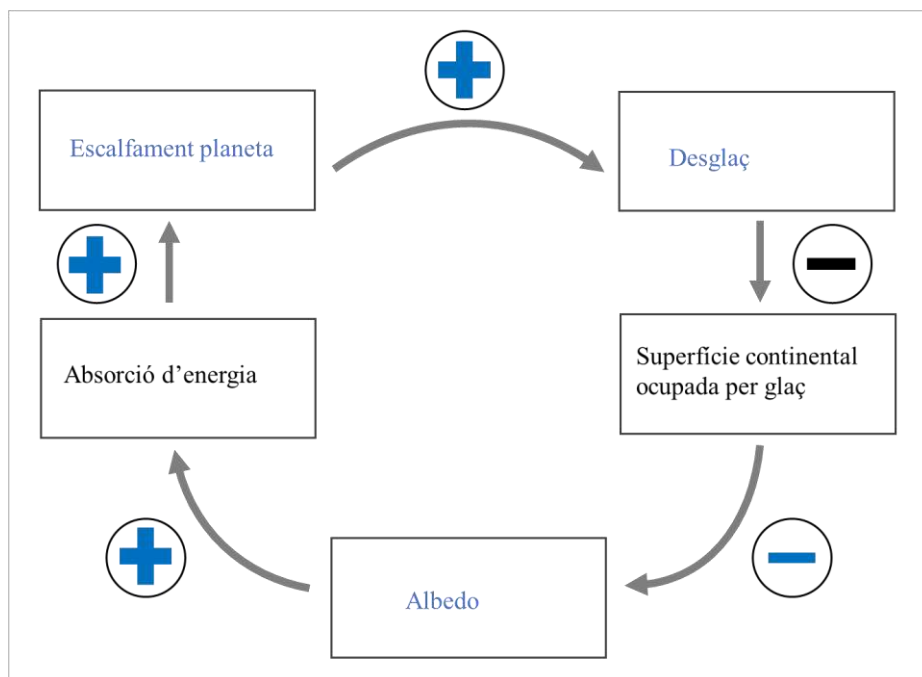 Escalfament planeta
Desglaç
Absorció d’energia
Superfície continental
ocupada per glaç
Albedo